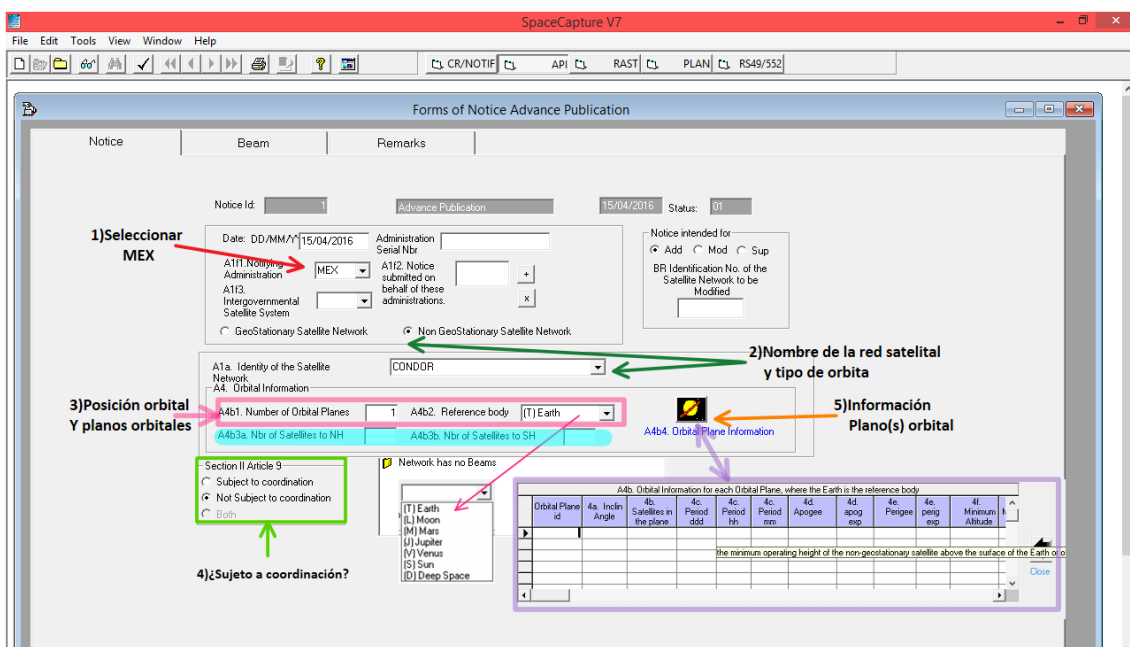 SpaceCapture V7
File Edit Tools View Window Help
CR/NOTIF API RAST PLAN RS49/552
Forms of Notice Advance Publication
Notice Beam Remarks
Notice Id: 1 Advance Publication 15/04/2016 Status: 01
1)Seleccionar
MEX
Date: DD/MM/Y 15/04/2016
Administration
Serial Nbr
A1f1.Notifying
Administration
MEX
A1f2. Notice
submitted on
behalf of these
administrations.
+
x
A1f3.
Intergovernmental
Satellite System
GeoStationary Satellite Network Non GeoStationary Satellite Network
Notice intended for
Add Mod Sup
BR Identification No. of the
Satellite Network to be
Modified
2)Nombre de la red satelital
y tipo de orbita
A1a. Identity of the Satellite
Network
CONDOR
A4. Orbital Information
3)Posición orbital
Y planos orbitales
A4b1. Number of Orbital Planes 1 A4b2. Reference body (T) Earth
A4b3a. Nbr of Satellites to NH A4b3b. Nbr of Satellites to SH
A4b4. Orbital Plane Information
5)Información
Plano(s) orbital
Section II Article 9
Subject to coordination
Not Subject to coordination
Both
4)¿Sujeto a coordinación?
Network has no Beams
(T) Earth
(L) Moon
(M) Mars
(J) Jupiter
(V) Venus
(S) Sun
(D) Deep Space
A4b. Orbital Information for each Orbital Plane, where the Earth is the reference body
Orbital Plane
id
4a. Inclin
Angle
4b.
Satellites in
the plane
4c.
Period
ddd
4c.
Period
hh
4c.
Period
mm
4d.
Apogee
4d.
apog
exp
4e.
Perigee
4e.
perig
exp
4f.
Minimum
Altitude
the minimum operating height of the non-geostationary satellite above the surface of the Earth or o
Close